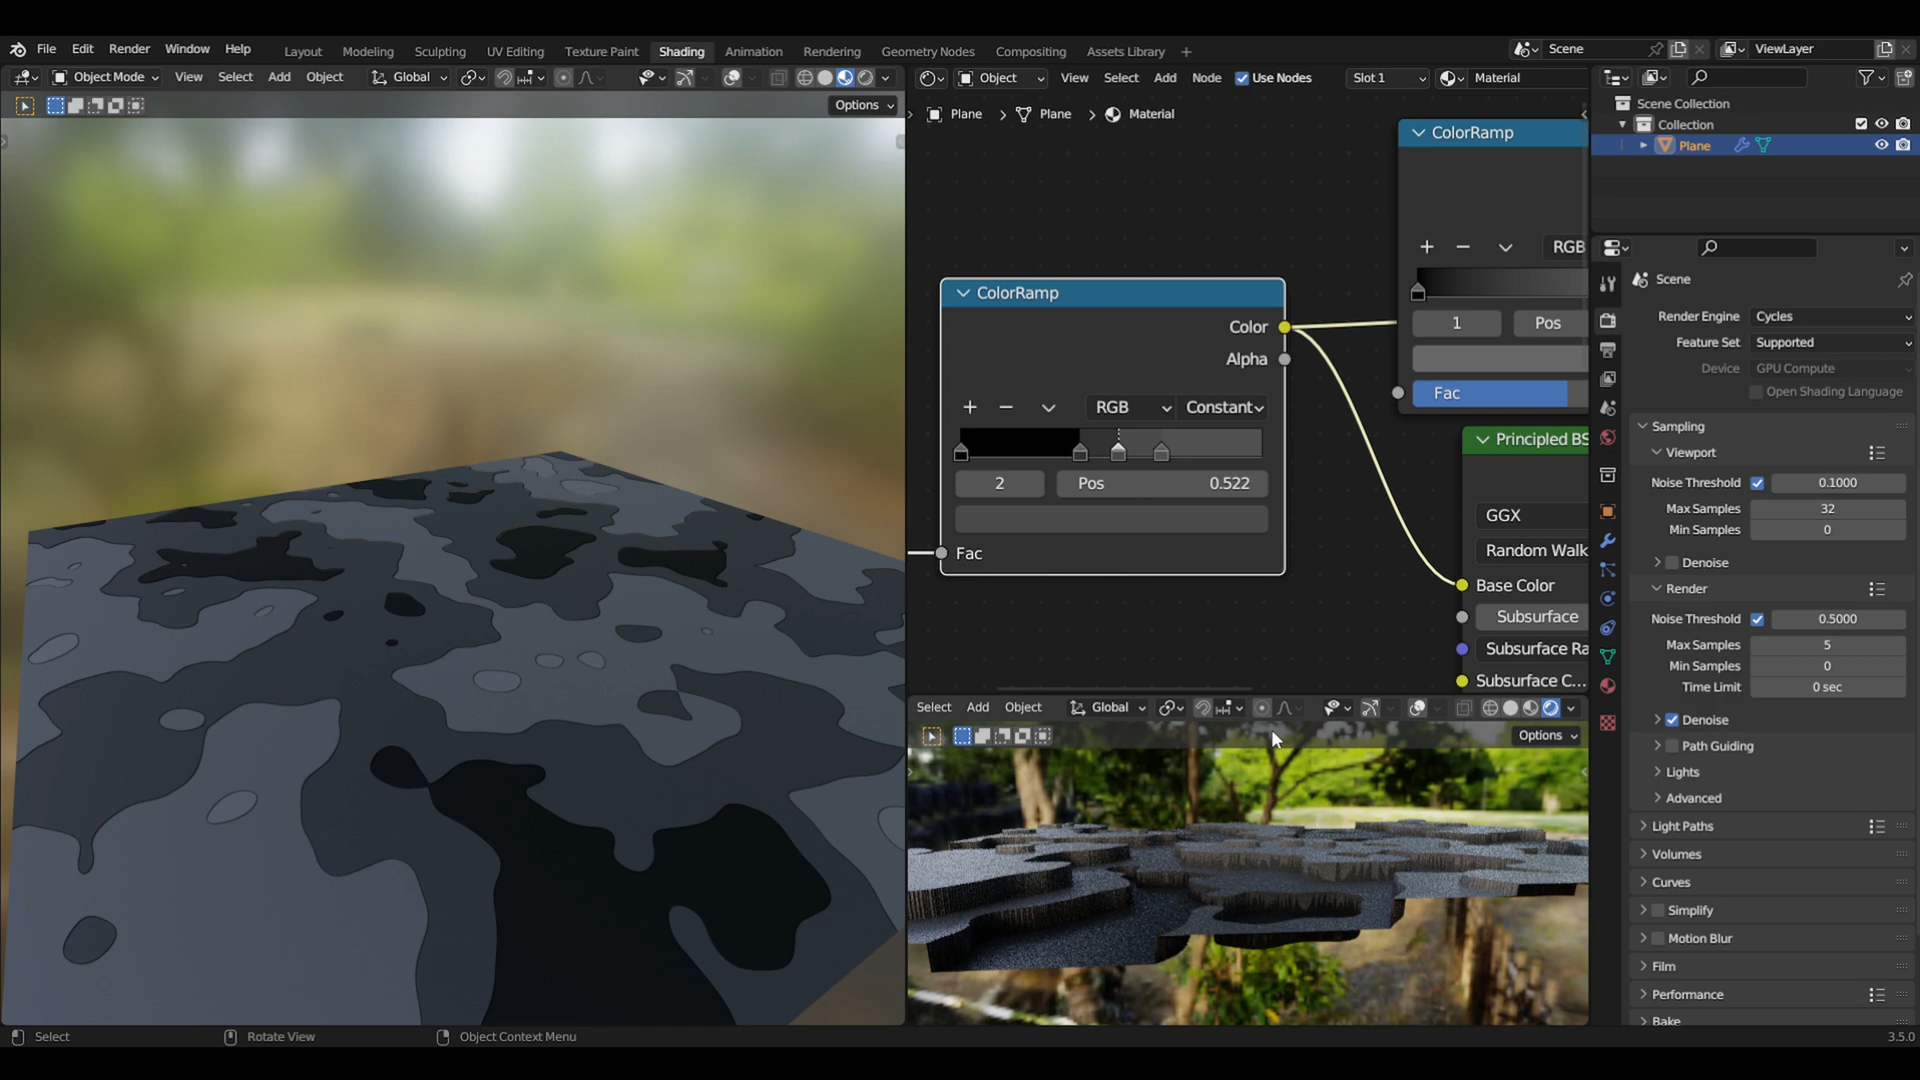 File Edit Render Window Help
Layout Modeling Sculpting UV Editing Texture Paint Shading Animation Rendering Geometry Nodes Compositing Assets Library
Scene
ViewLayer
Object Mode View Select Add Object Global
Options
Object View Select Add Node Use Nodes Slot 1 Material
Plane Plane Material
ColorRamp
RGB
1 Pos
Fac
ColorRamp
Color
Alpha
RGB Constant
2 Pos 0.522
Fac
Principled BS
GGX
Random Walk
Base Color
Subsurface
Subsurface Ra
Subsurface C...
Select Add Object Global
Options
Scene Collection
Collection
Plane
Scene
Render Engine Cycles
Feature Set Supported
Device GPU Compute
Open Shading Language
Sampling
Viewport
Noise Threshold 0.1000
Max Samples 32
Min Samples 0
Denoise
Render
Noise Threshold 0.5000
Max Samples 5
Min Samples 0
Time Limit 0 sec
Denoise
Path Guiding
Lights
Advanced
Light Paths
Volumes
Curves
Simplify
Motion Blur
Film
Performance
Bake
Select Rotate View Object Context Menu
3.5.0